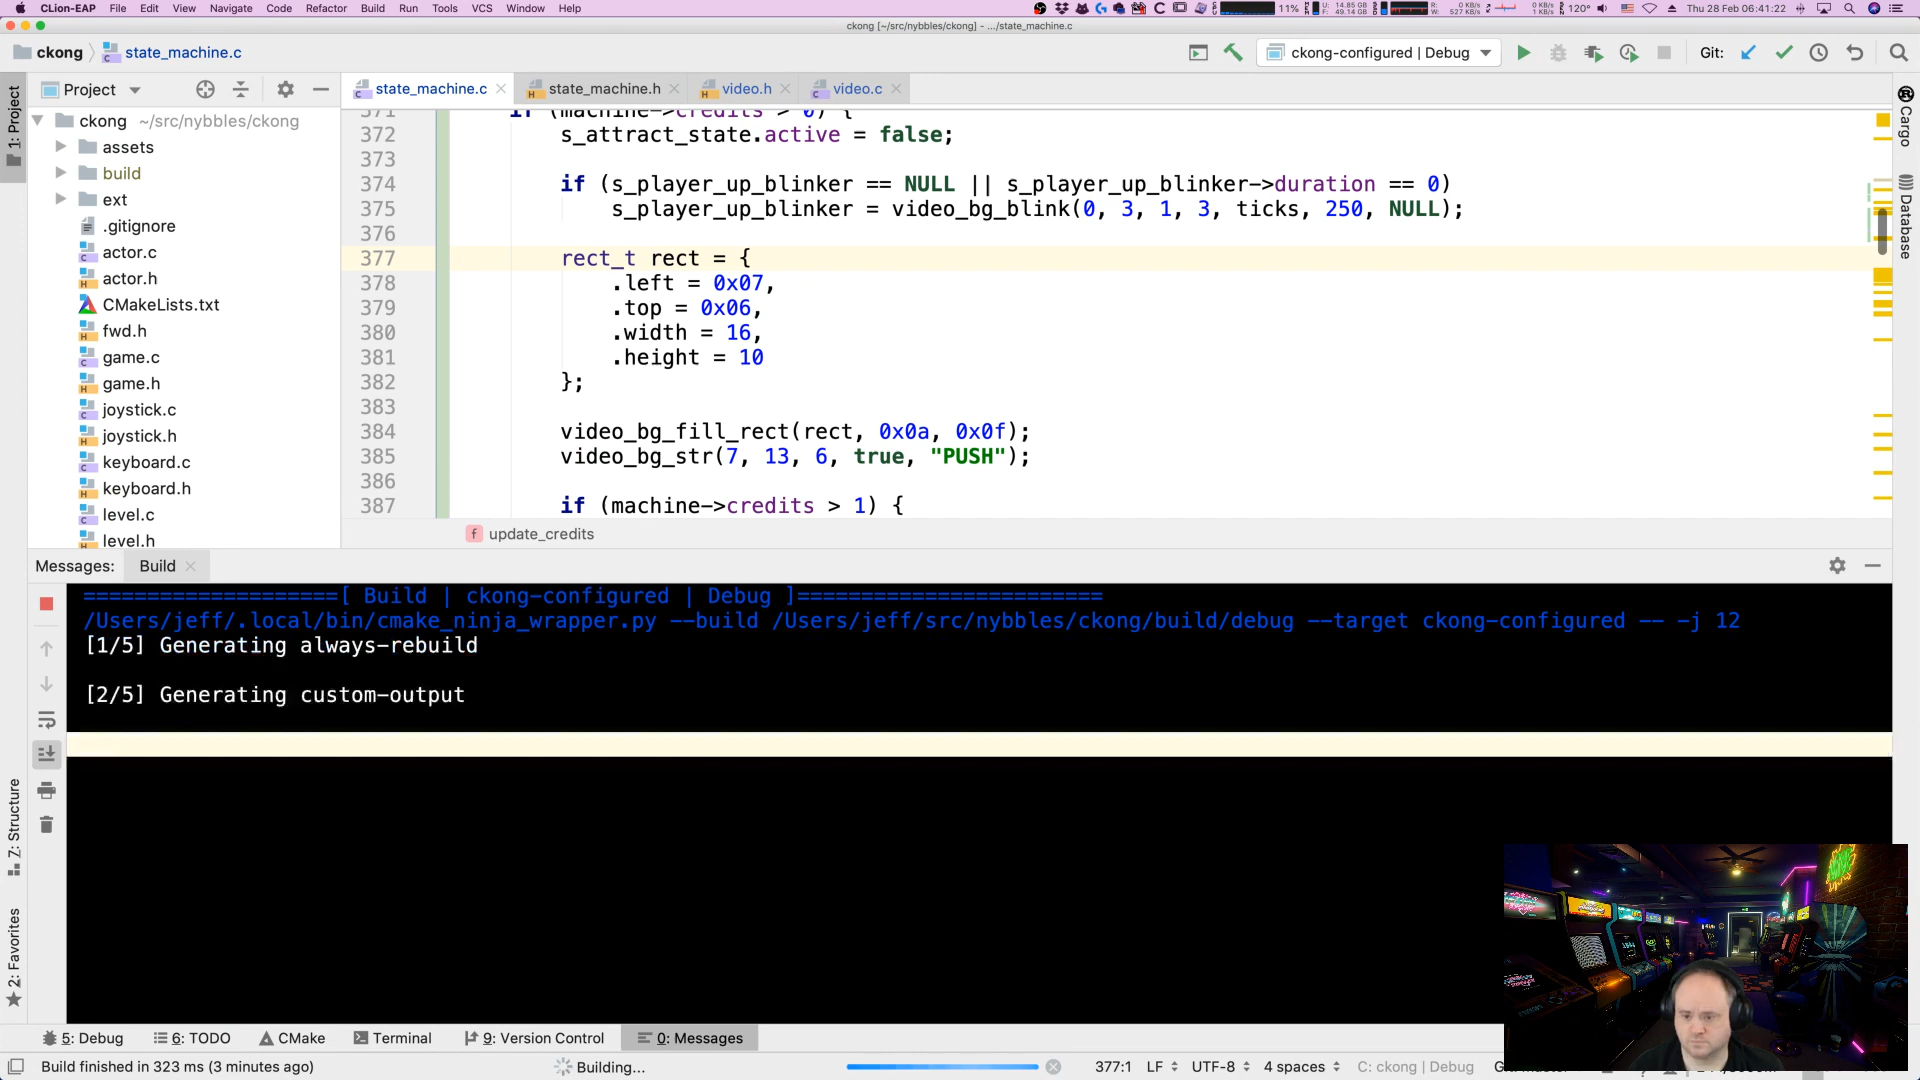 CLion-EAP File Edit View Navigate Code Refactor Build Run Tools VCS Window Help 11% Thu 28 Feb 06:41:22
ckong [~/src/nybbles/ckong] - .../state_machine.c
ckong state_machine.c ckong-configured | Debug Git:
Project state_machine.c state_machine.h video.h video.c
1: Project
Cargo
Database
ckong ~/src/nybbles/ckong
assets
build
ext
.gitignore
actor.c
actor.h
CMakeLists.txt
fwd.h
game.c
game.h
joystick.c
joystick.h
keyboard.c
keyboard.h
level.c
level.h
371 if (machine->credits > 0) {
372 s_attract_state.active = false;
373
374 if (s_player_up_blinker == NULL || s_player_up_blinker->duration == 0)
375 s_player_up_blinker = video_bg_blink(0, 3, 1, 3, ticks, 250, NULL);
376
377 rect_t rect = {
378 .left = 0x07,
379 .top = 0x06,
380 .width = 16,
381 .height = 10
382 };
383
384 video_bg_fill_rect(rect, 0x0a, 0x0f);
385 video_bg_str(7, 13, 6, true, "PUSH");
386
387 if (machine->credits > 1) {
f update_credits
Messages: Build
====================[ Build | ckong-configured | Debug ]========================
/Users/jeff/.local/bin/cmake_ninja_wrapper.py --build /Users/jeff/src/nybbles/ckong/build/debug --target ckong-configured -- -j 12
[1/5] Generating always-rebuild
[2/5] Generating custom-output
7: Structure
2: Favorites
5: Debug 6: TODO CMake Terminal 9: Version Control 0: Messages
Build finished in 323 ms (3 minutes ago) Building... 377:1 LF UTF-8 4 spaces C: ckong | Debug